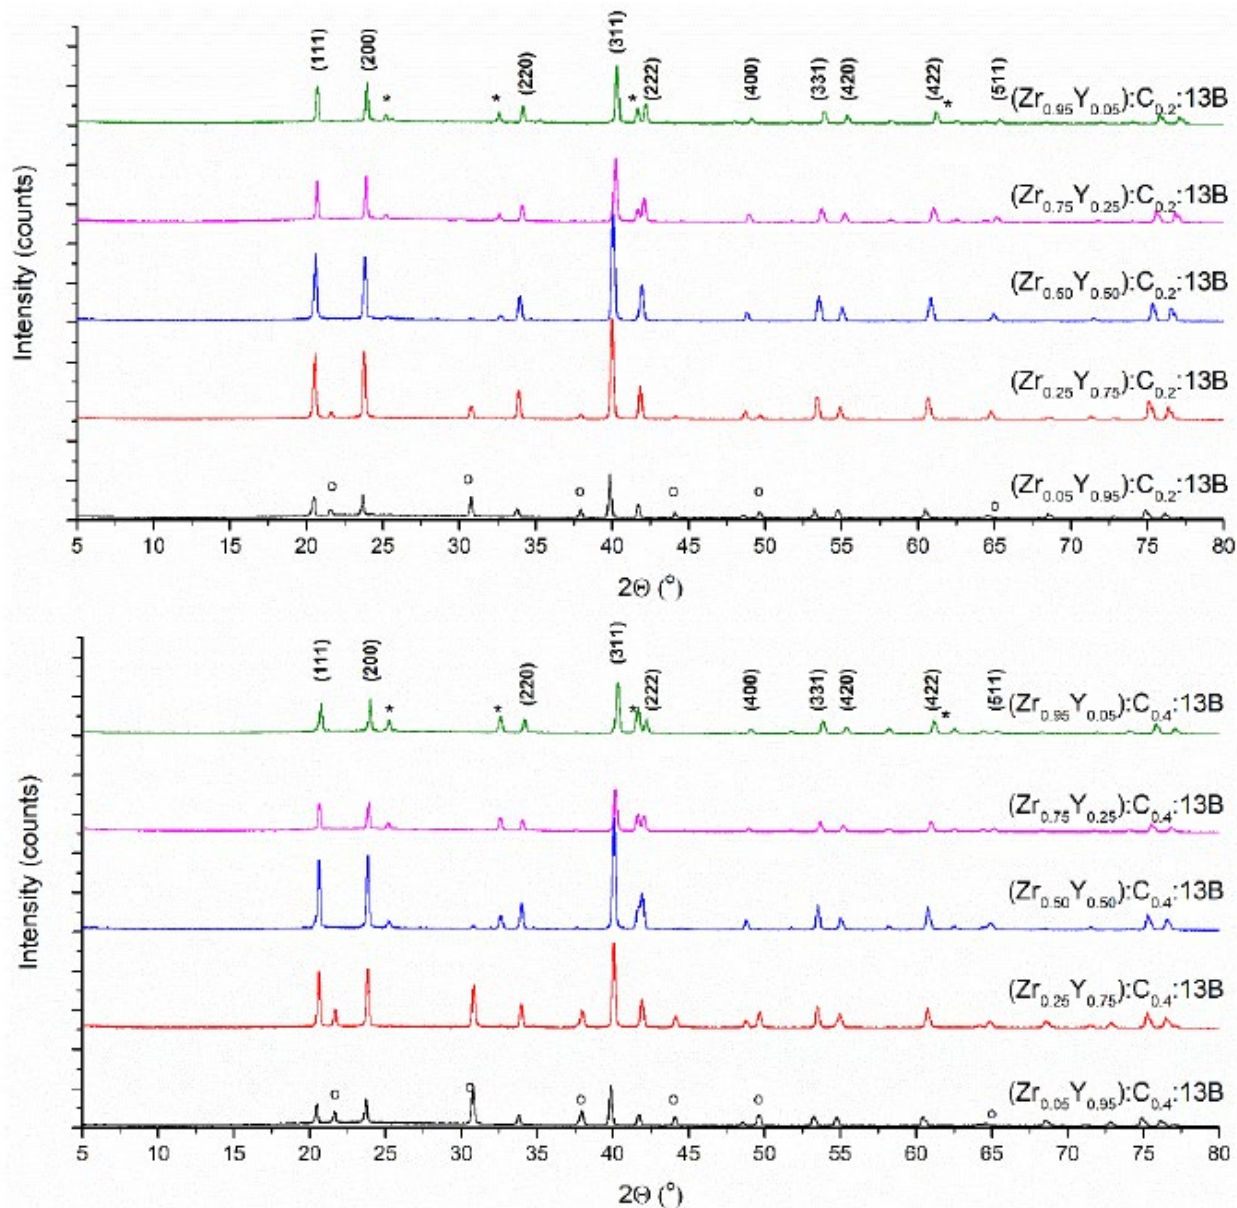 (111)
(200)
*
*
(220)
(311)
*
(222)
(400)
(331)
(420)
(422)
*
(511)
(Zr0.95Y0.05):C0.2:13B
(Zr0.75Y0.25):C0.2:13B
(Zr0.50Y0.50):C0.2:13B
(Zr0.25Y0.75):C0.2:13B
(Zr0.05Y0.95):C0.2:13B
o o o o o o
Intensity (counts)
5 10 15 20 25 30 35 40 45 50 55 60 65 70 75 80
2Θ (°)
(111)
(200)
*
*
(220)
(311)
*
(222)
(400)
(331)
(420)
(422)
*
(511)
(Zr0.95Y0.05):C0.4:13B
(Zr0.75Y0.25):C0.4:13B
(Zr0.50Y0.50):C0.4:13B
(Zr0.25Y0.75):C0.4:13B
(Zr0.05Y0.95):C0.4:13B
o o o o o o
Intensity (counts)
5 10 15 20 25 30 35 40 45 50 55 60 65 70 75 80
2Θ (°)